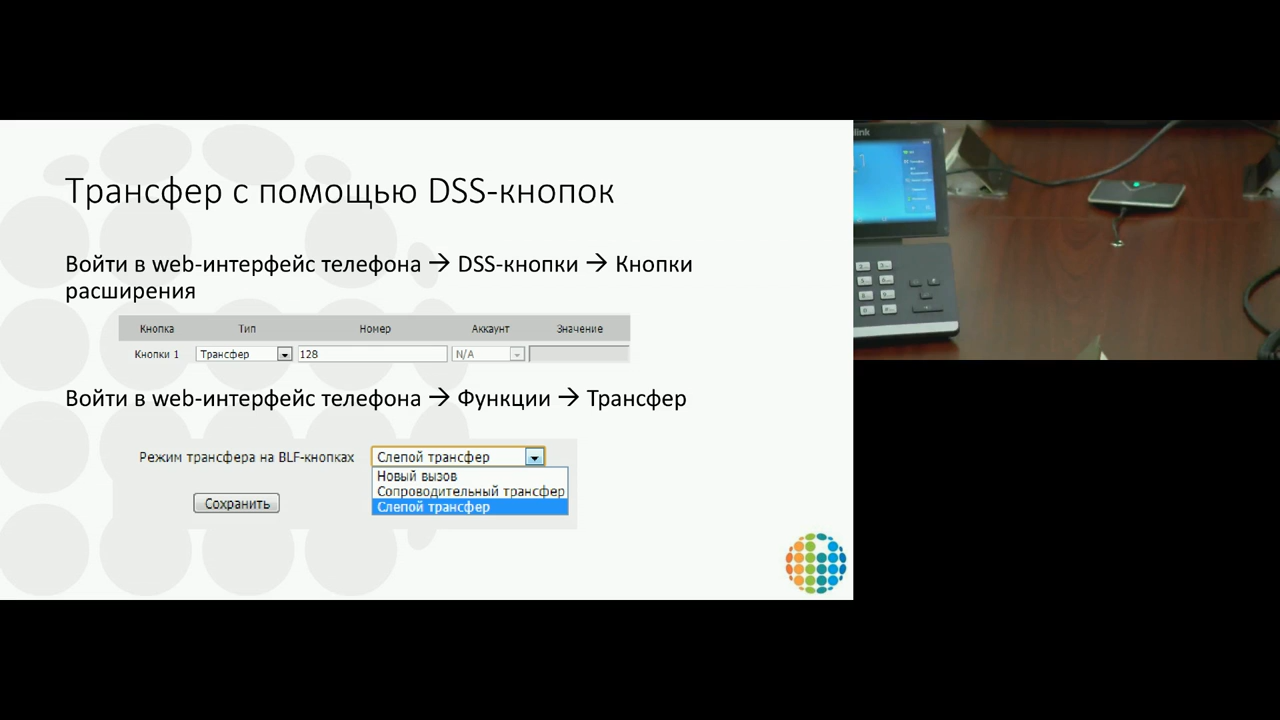 Трансфер с помощью DSS-кнопок
Войти в web-интерфейс телефона → DSS-кнопки → Кнопки
расширения
Кнопка Тип Номер Аккаунт Значение
Кнопки 1 Трансфер 128 N/A
Войти в web-интерфейс телефона → Функции → Трансфер
Режим трансфера на BLF-кнопках Слепой трансфер
Новый вызов
Сопроводительный трансфер
Слепой трансфер
Сохранить
link